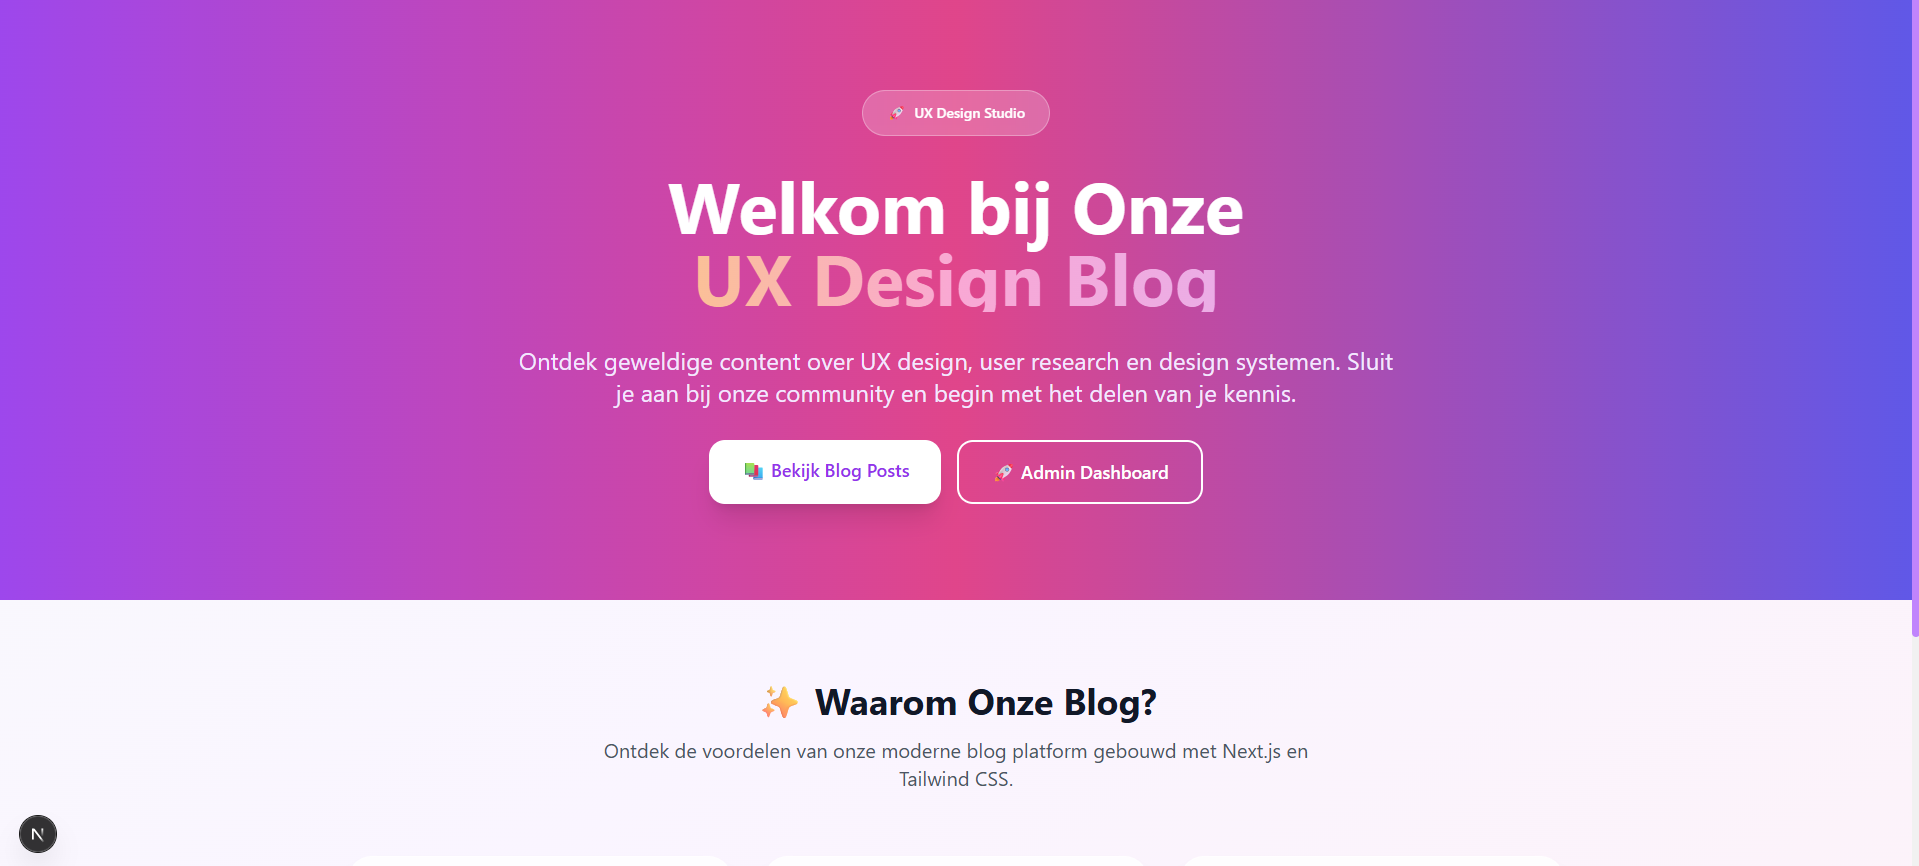 🚀 UX Design Studio
Welkom bij Onze
UX Design Blog
Ontdek geweldige content over UX design, user research en design systemen. Sluit
je aan bij onze community en begin met het delen van je kennis.
Bekijk Blog Posts
🚀 Admin Dashboard
✨ Waarom Onze Blog?
Ontdek de voordelen van onze moderne blog platform gebouwd met Next.js en
Tailwind CSS.
N